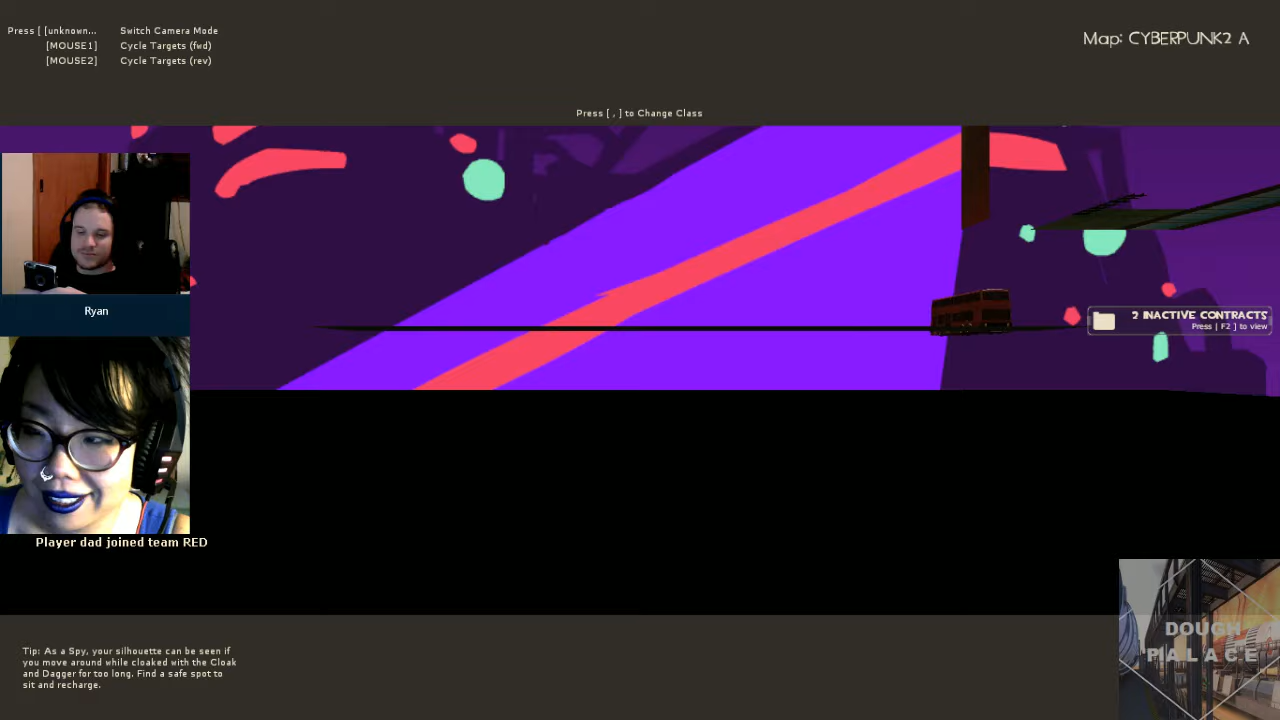 Press [ [unknown... Switch Camera Mode
[MOUSE1] Cycle Targets (fwd)
[MOUSE2] Cycle Targets (rev)
Map: CYBERPUNK2 A
Press [ , ] to Change Class
Ryan
2 INACTIVE CONTRACTS
Press [ F2 ] to view
Player dad joined team RED
DOUGH
PALACE
Tip: As a Spy, your silhouette can be seen if
you move around while cloaked with the Cloak
and Dagger for too long. Find a safe spot to
sit and recharge.